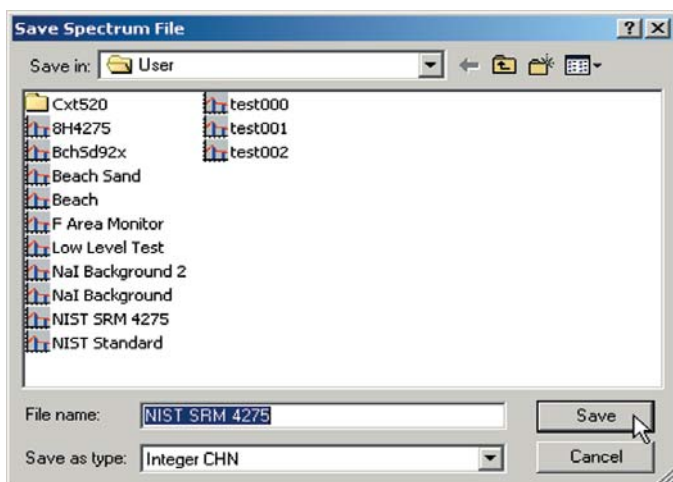 Save Spectrum File
Save in: User
Cxt520
8H4275
BchSd92x
Beach Sand
Beach
F Area Monitor
Low Level Test
NaI Background 2
NaI Background
NIST SRM 4275
NIST Standard
test000
test001
test002
File name: NIST SRM 4275 Save
Save as type: Integer CHN Cancel